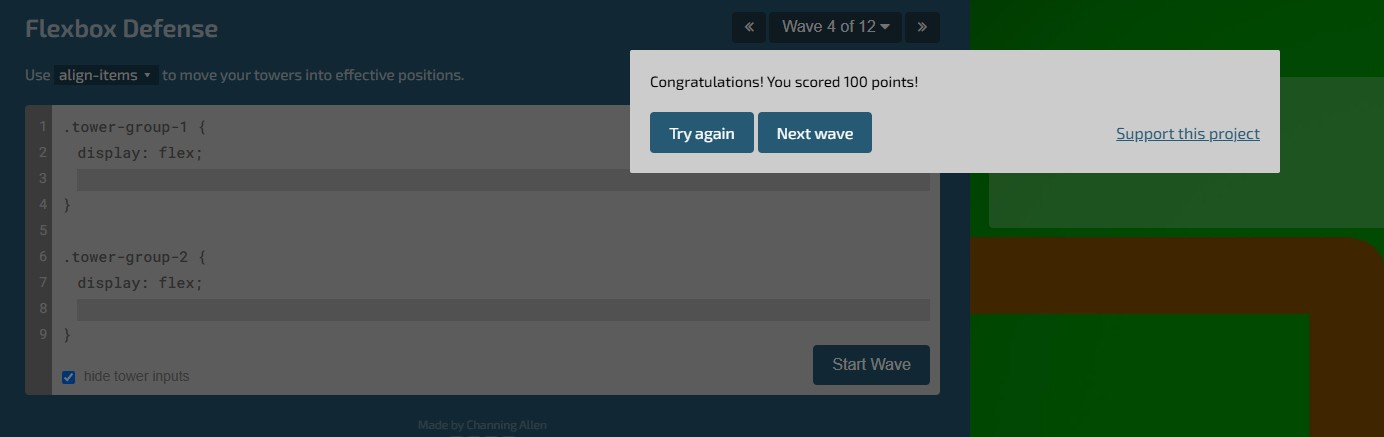 Flexbox Defense
« Wave 4 of 12 »
Use align-items to move your towers into effective positions.
Congratulations! You scored 100 points!
Try again Next wave Support this project
1 .tower-group-1 {
2 display: flex;
3
4 }
5
6 .tower-group-2 {
7 display: flex;
8
9 }
hide tower inputs
Start Wave
Made by Channing Allen